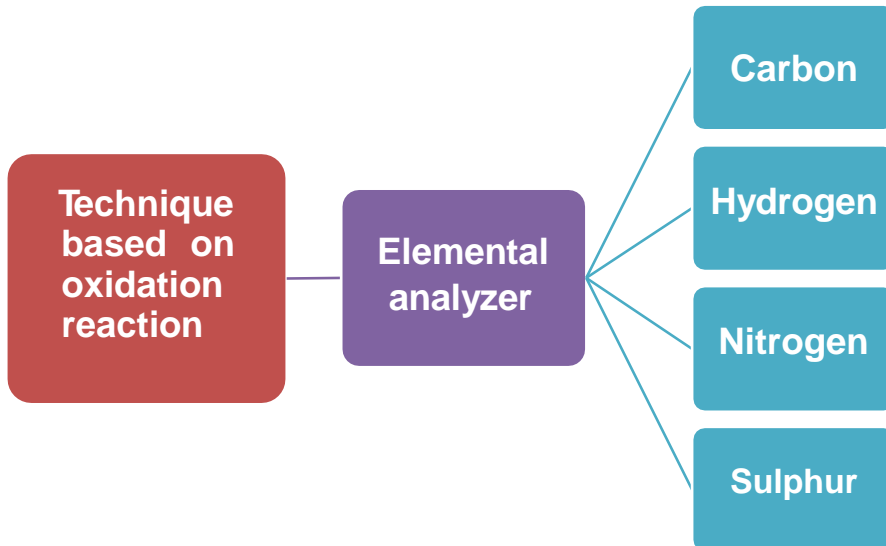 Technique
based on
oxidation
reaction
Elemental
analyzer
Carbon
Hydrogen
Nitrogen
Sulphur